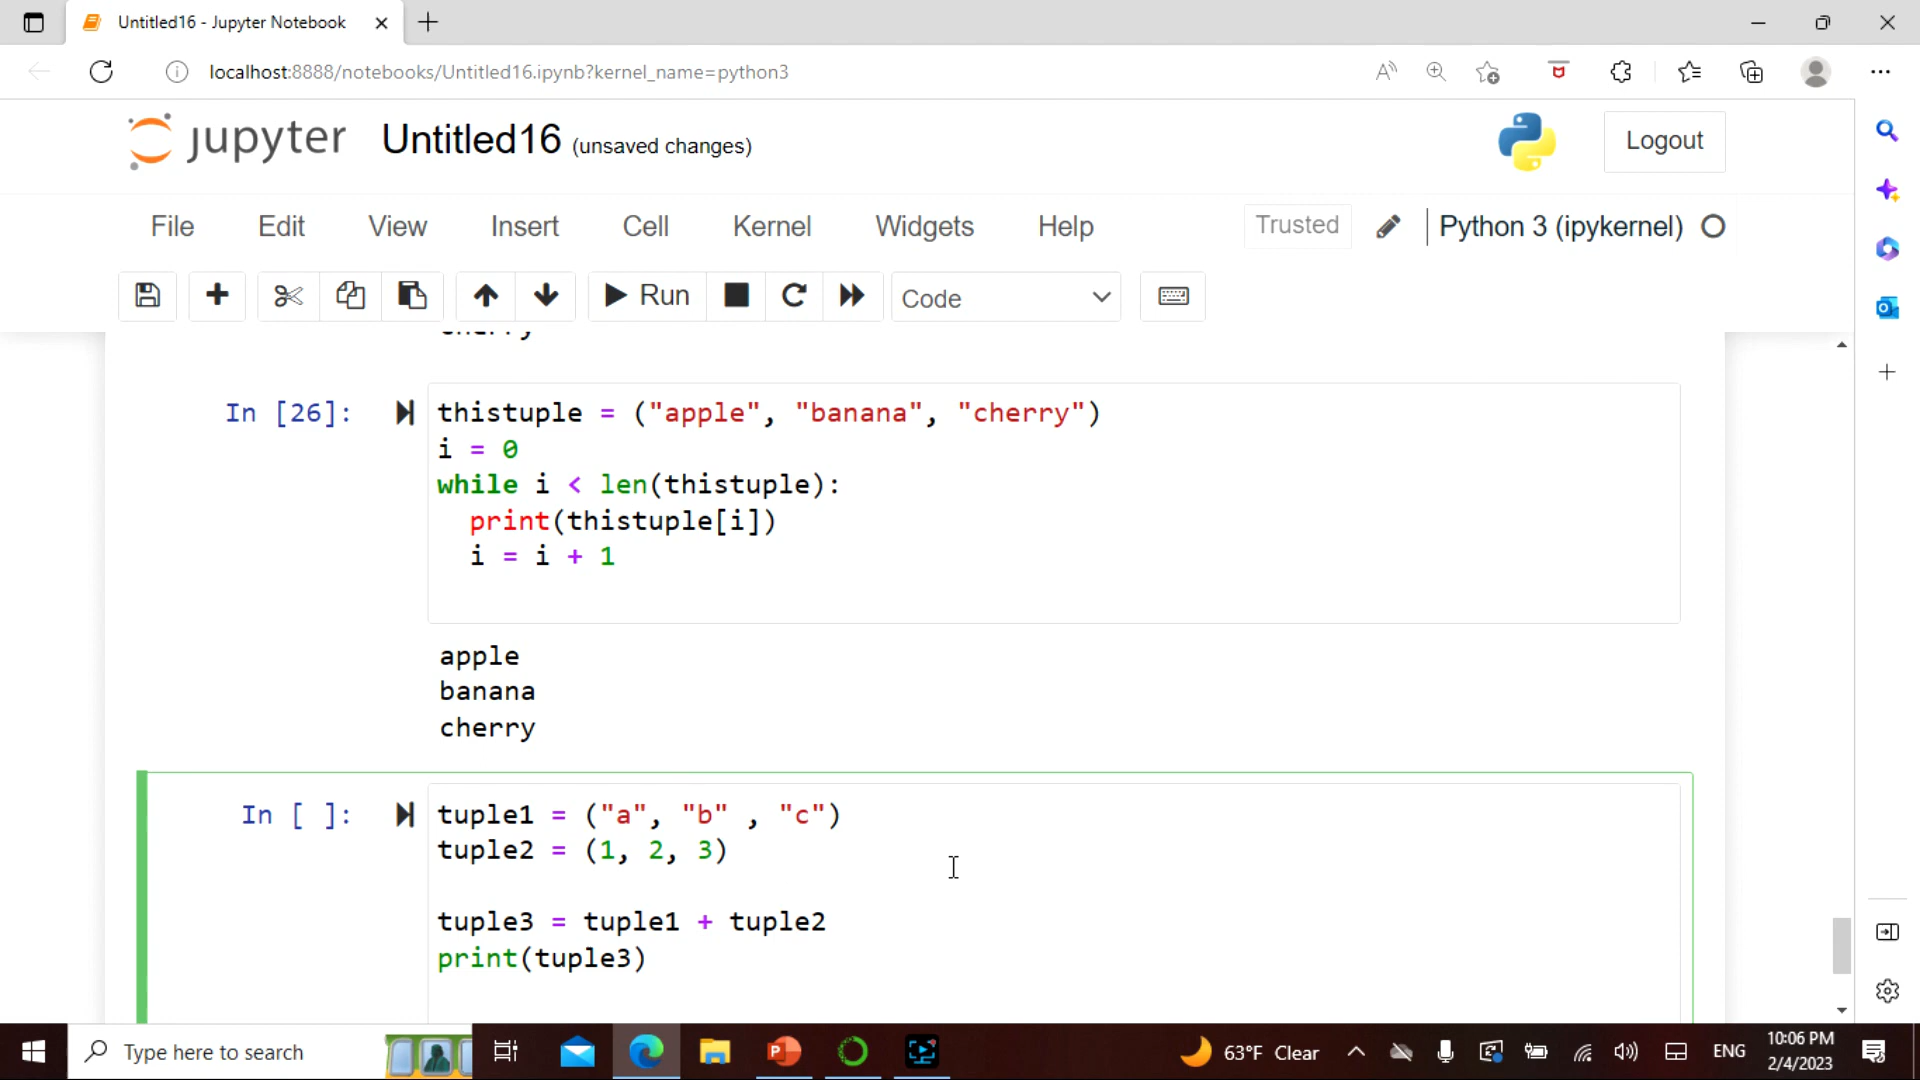 Untitled16 - Jupyter Notebook
localhost:8888/notebooks/Untitled16.ipynb?kernel_name=python3
jupyter Untitled16 (unsaved changes)
Logout
File Edit View Insert Cell Kernel Widgets Help Trusted Python 3 (ipykernel)
Run Code
cherry
In [26]: thistuple = ("apple", "banana", "cherry")
i = 0
while i < len(thistuple):
print(thistuple[i])
i = i + 1
apple
banana
cherry
In [ ]: tuple1 = ("a", "b" , "c")
tuple2 = (1, 2, 3)
tuple3 = tuple1 + tuple2
print(tuple3)
Type here to search
63°F Clear
ENG
10:06 PM
2/4/2023